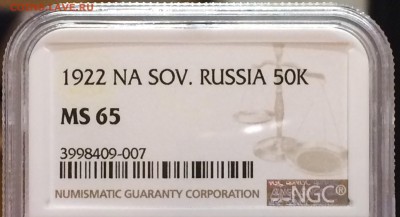 1922 NA SOV. RUSSIA 50K
MS 65
3998409-007
NUMISMATIC GUARANTY CORPORATION
NGC®